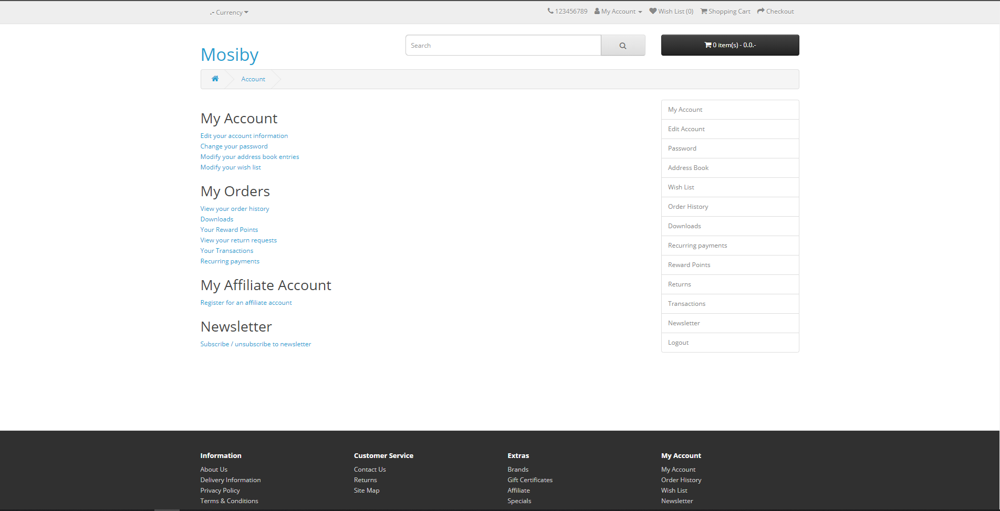 .- Currency
123456789 My Account Wish List (0) Shopping Cart Checkout
Mosiby
Search
0 item(s) - 0.0.-
Account
My Account
Edit your account information
Change your password
Modify your address book entries
Modify your wish list
My Orders
View your order history
Downloads
Your Reward Points
View your return requests
Your Transactions
Recurring payments
My Affiliate Account
Register for an affiliate account
Newsletter
Subscribe / unsubscribe to newsletter
My Account
Edit Account
Password
Address Book
Wish List
Order History
Downloads
Recurring payments
Reward Points
Returns
Transactions
Newsletter
Logout
Information
About Us
Delivery Information
Privacy Policy
Terms & Conditions
Customer Service
Contact Us
Returns
Site Map
Extras
Brands
Gift Certificates
Affiliate
Specials
My Account
My Account
Order History
Wish List
Newsletter